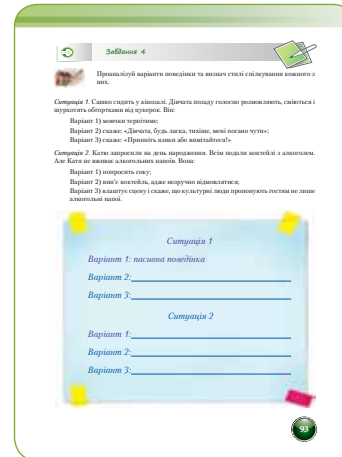 Завдання 4
Проаналізуй варіанти поведінки та визнач стилі спілкування кожного з
них.
Ситуація 1. Сашко сидить у кінозалі. Дівчата позаду голосно розмовляють, сміються і
шурхотять обгортками від цукерок. Він:
Варіант 1) мовчки терпітиме;
Варіант 2) скаже: «Дівчата, будь ласка, тихіше, мені погано чути»;
Варіант 3) скаже: «Припніть язики або вимітайтеся!»
Ситуація 2. Катю запросили на день народження. Всім подали коктейлі з алкоголем.
Але Катя не вживає алкогольних напоїв. Вона:
Варіант 1) попросить соку;
Варіант 2) вип'є коктейль, адже незручно відмовлятися;
Варіант 3) влаштує сцену і скаже, що культурні люди пропонують гостям не лише
алкогольні напої.
Ситуація 1
Варіант 1: пасивна поведінка
Варіант 2:
Варіант 3:
Ситуація 2
Варіант 1:
Варіант 2:
Варіант 3:
93